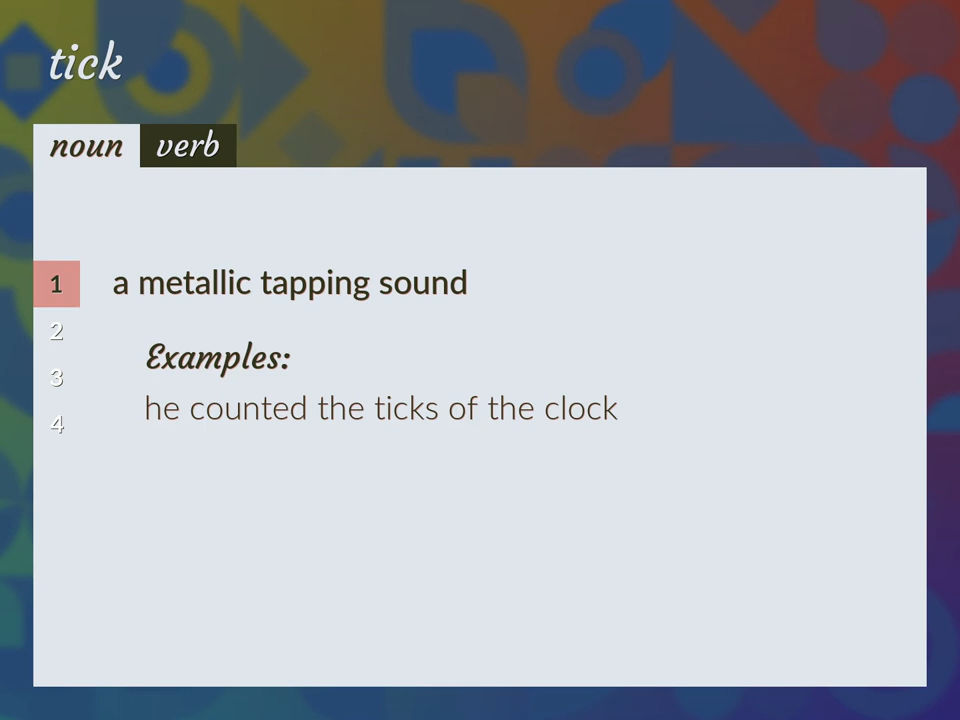 tick
noun verb
1 a metallic tapping sound
2
Examples:
3
he counted the ticks of the clock
4